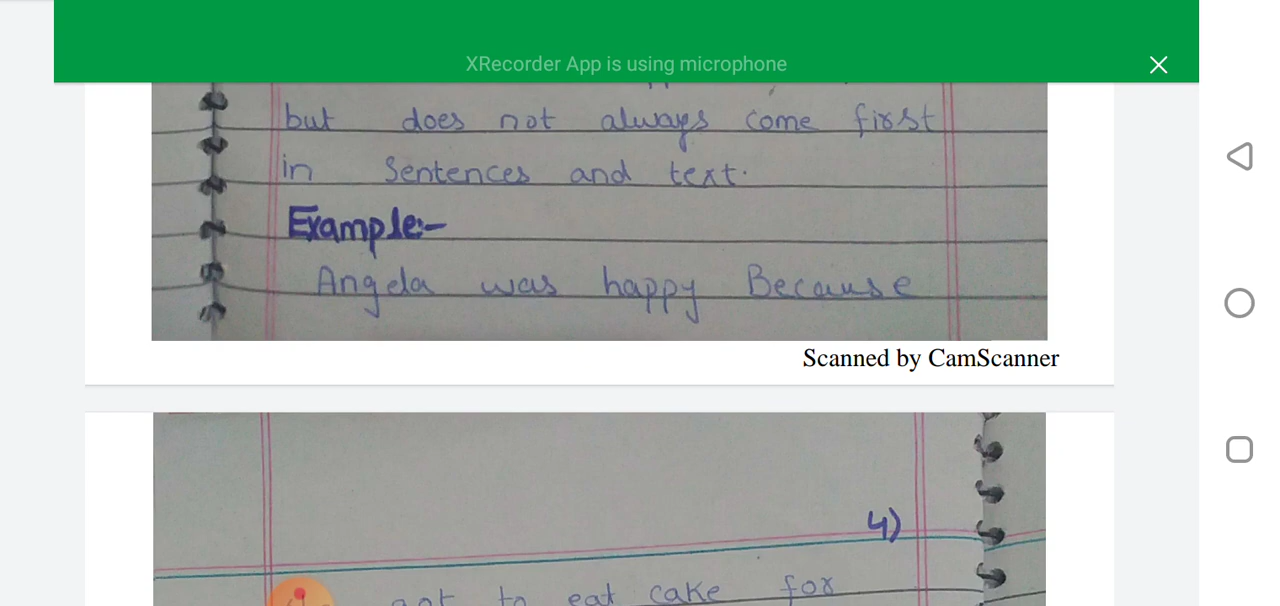 XRecorder App is using microphone
but does not always come first
in Sentences and text.
Example:-
Angela was happy Because
Scanned by CamScanner
4)
got to eat cake for